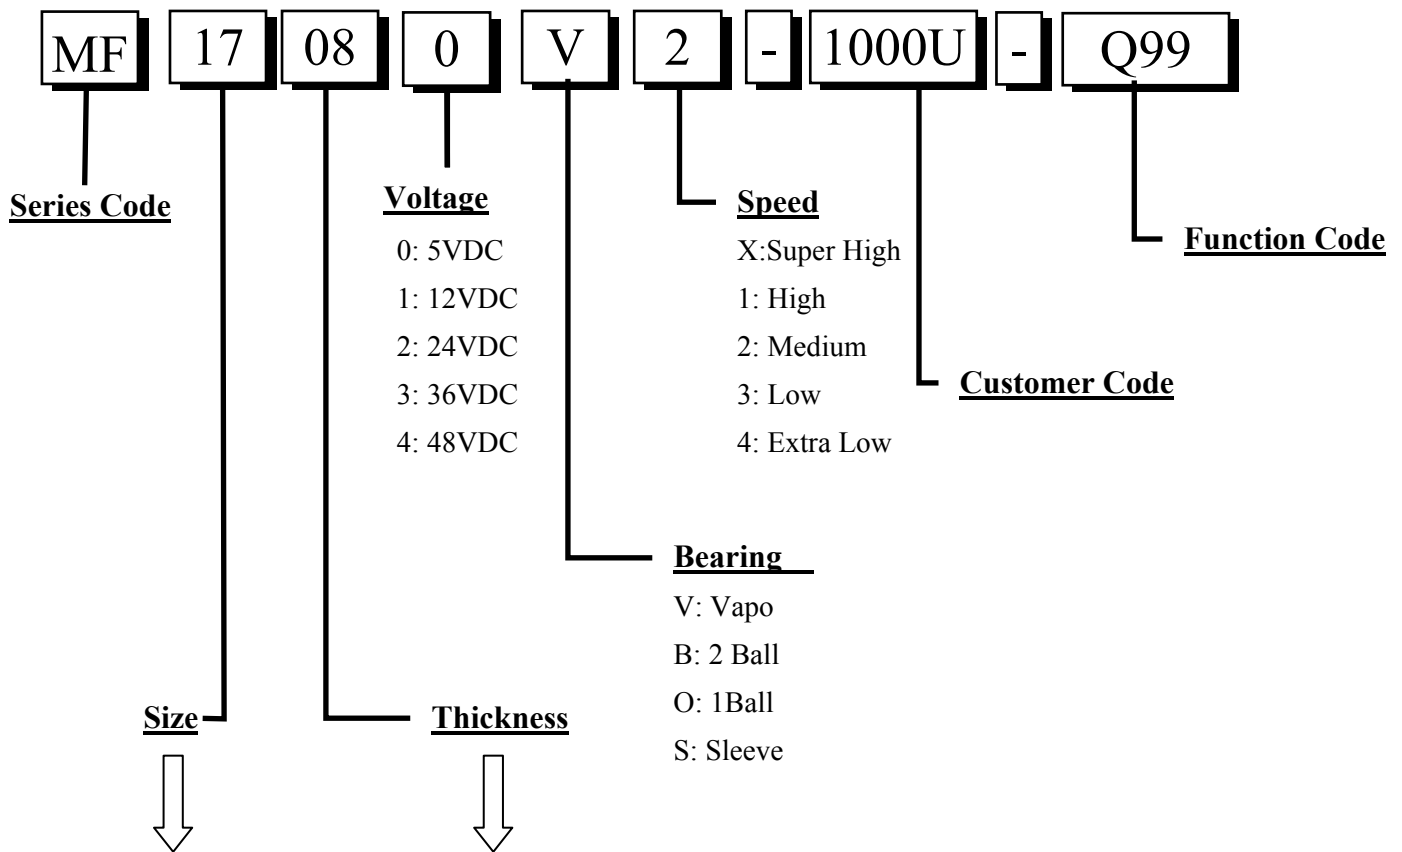 MF 17 08 0 V 2 - 1000U - Q99
Series Code
Voltage
0: 5VDC
1: 12VDC
2: 24VDC
3: 36VDC
4: 48VDC
Speed
X:Super High
1: High
2: Medium
3: Low
4: Extra Low
Function Code
Customer Code
Bearing
V: Vapo
B: 2 Ball
O: 1Ball
S: Sleeve
Size
Thickness